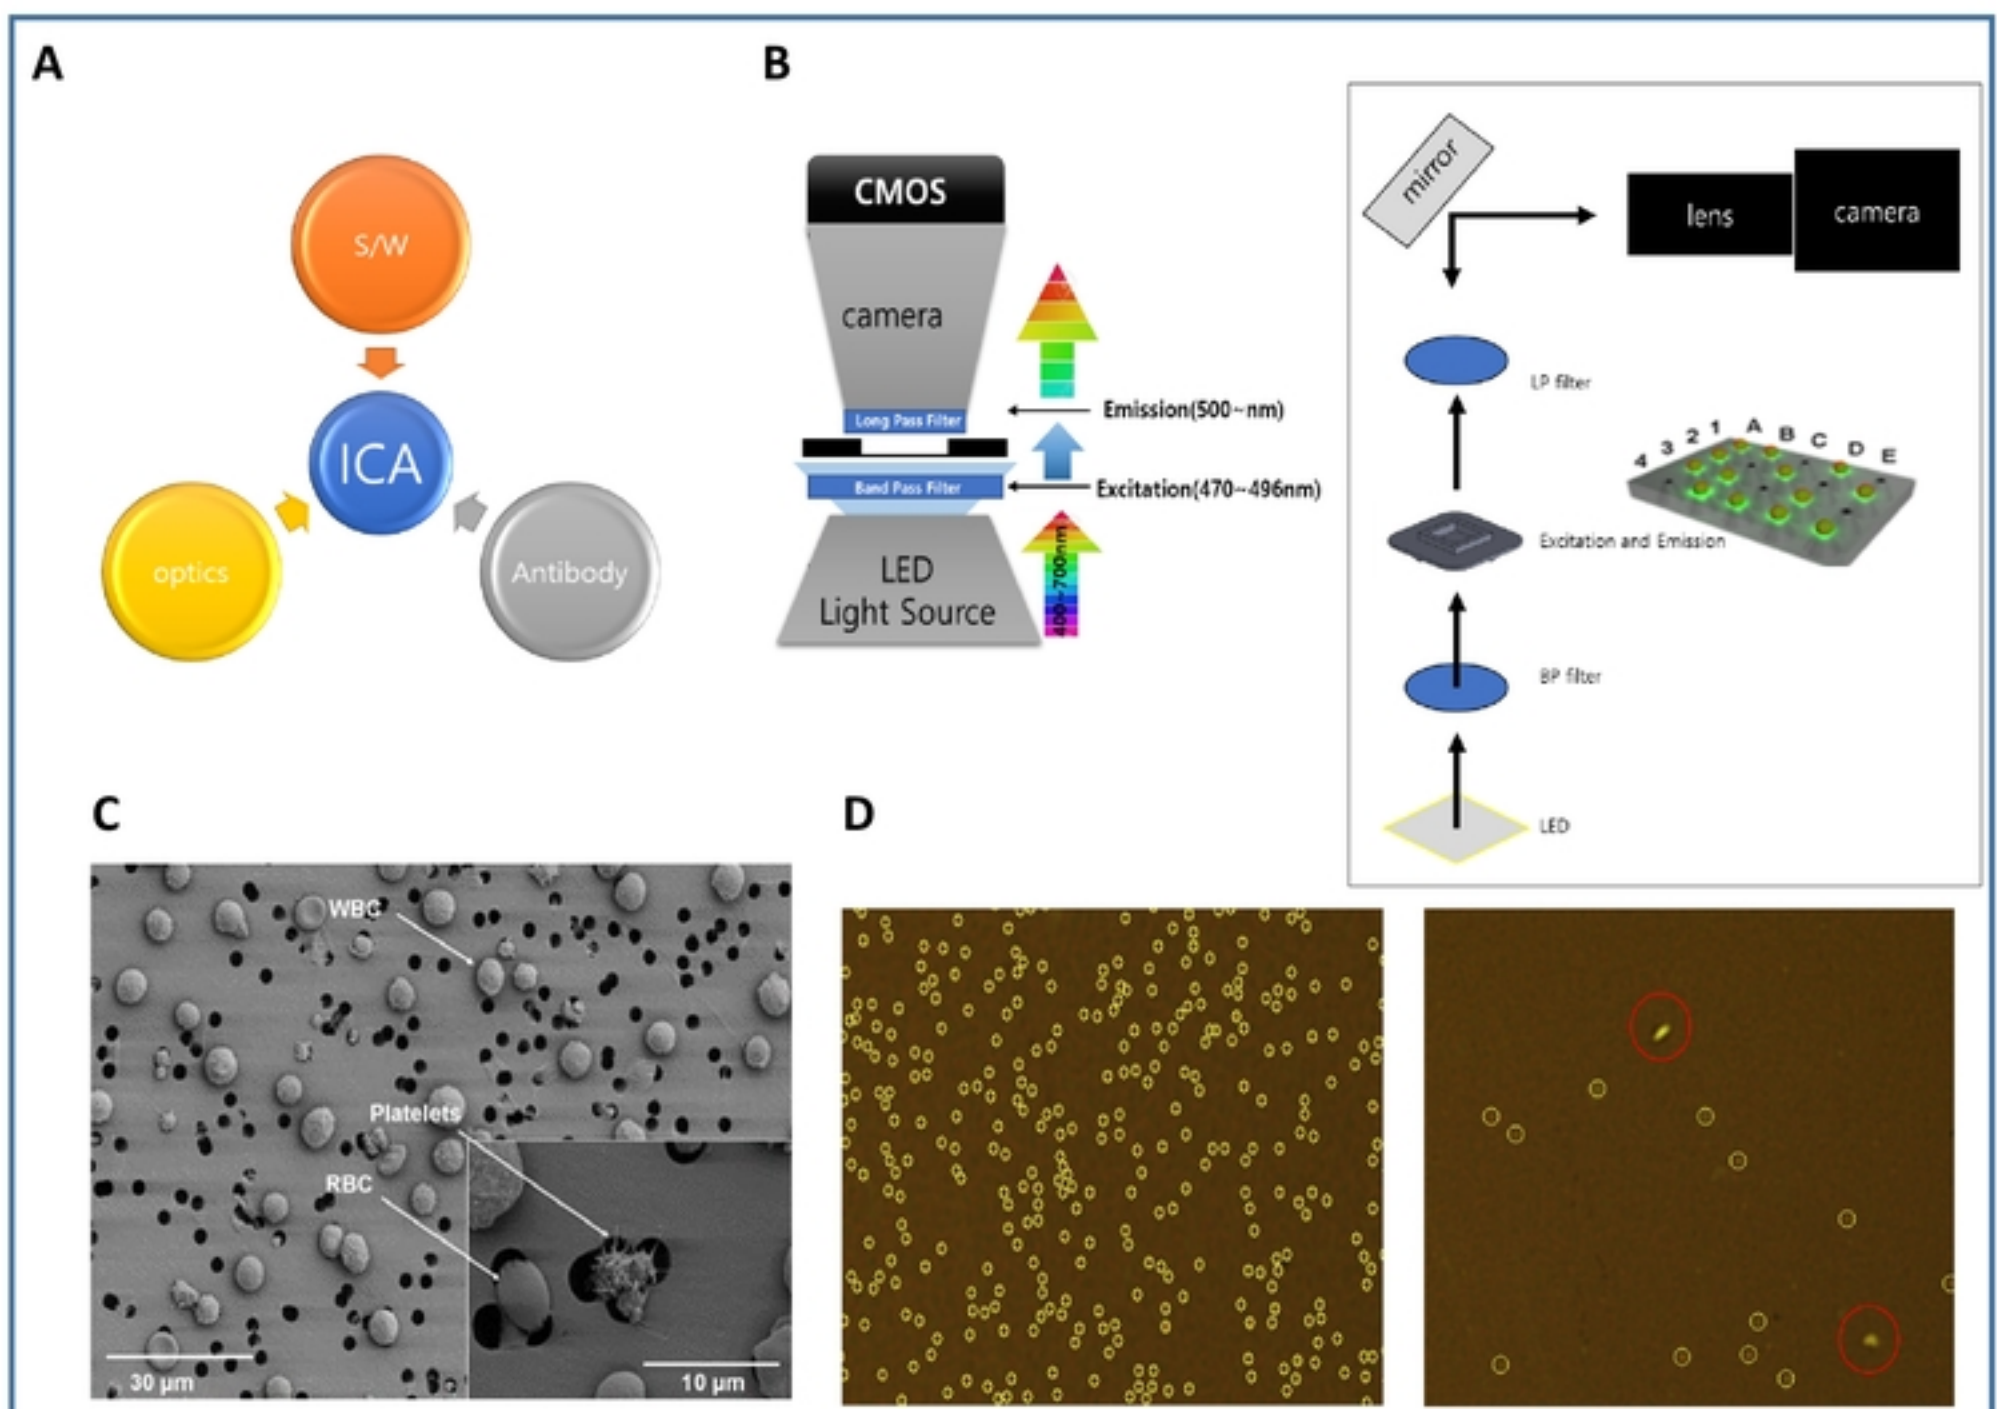 A
S/W
ICA
optics
Antibody
B
CMOS
camera
Long Pass Filter
Emission(500~nm)
Band Pass Filter
Excitation(470~496nm)
LED
Light Source
400~700nm
mirror
lens
camera
LP filter
4 3 2 1 A B C D E
Excitation and Emission
BP filter
LED
C
WBC
Platelets
RBC
30 µm
10 µm
D